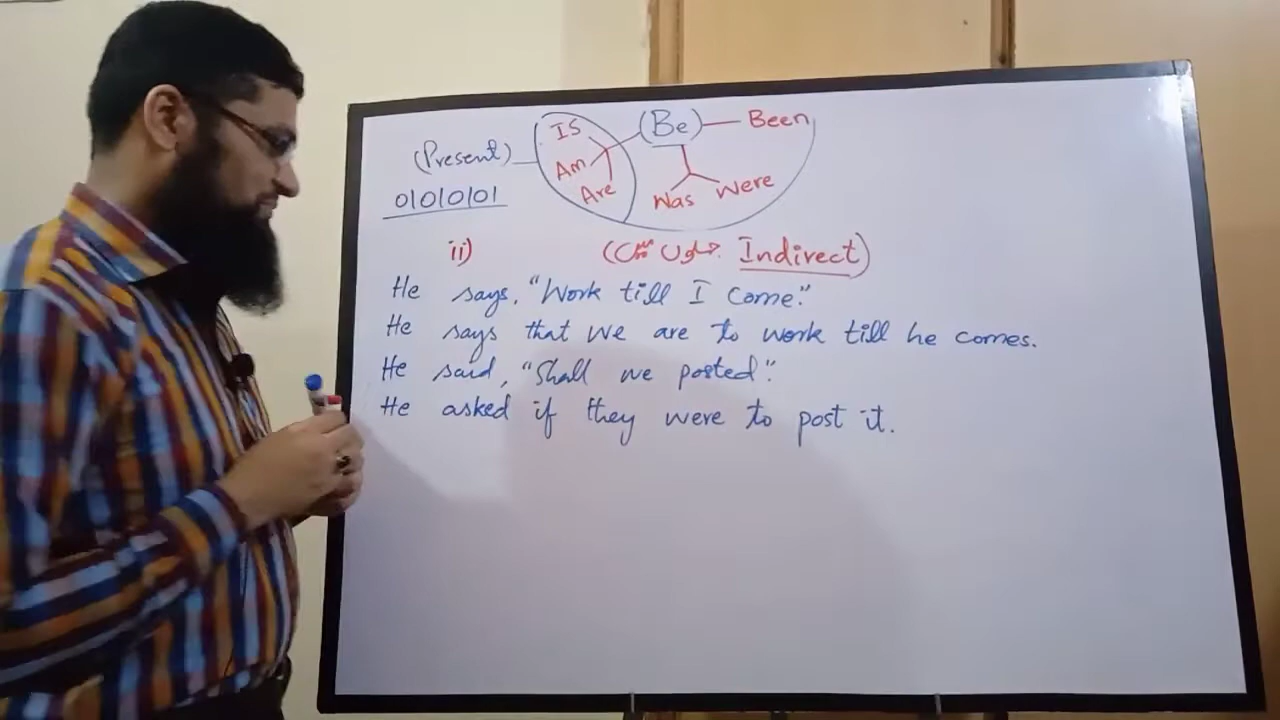 (Be) — Been
Is
(Present)
Am
Are
Was Were
01010101
ii)
(جملوں میں Indirect)
He says, "Work till I come."
He says that we are to work till he comes.
He said, "Shall we posted".
He asked if they were to post it.